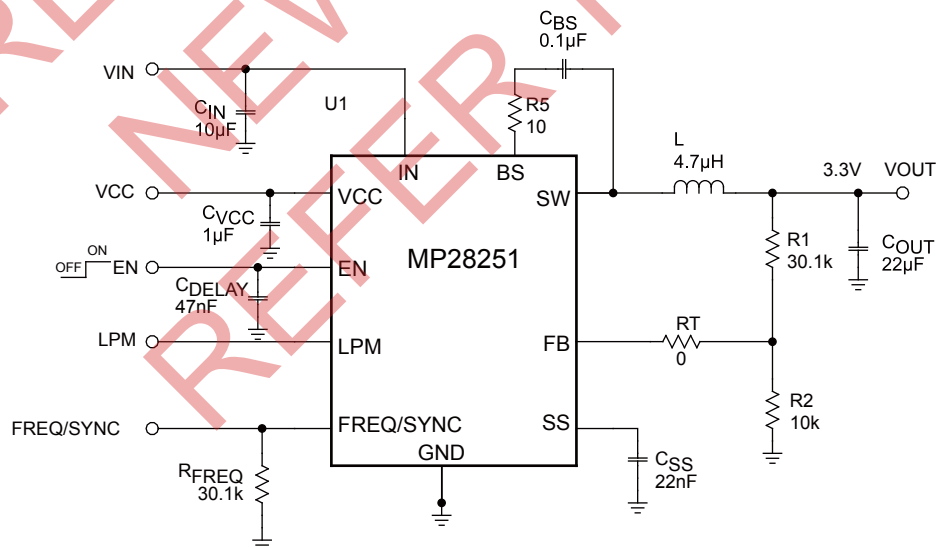 RE
NEW
REFER T
CBS
0.1µF
VIN
CIN
10µF
U1
R5
10
IN
BS
L
4.7µH
3.3V
VOUT
VCC
VCC
SW
CVCC
1µF
MP28251
R1
30.1k
COUT
22µF
ON
OFF
EN
EN
CDELAY
47nF
LPM
LPM
FB
RT
0
R2
10k
FREQ/SYNC
FREQ/SYNC
SS
GND
RFREQ
30.1k
CSS
22nF